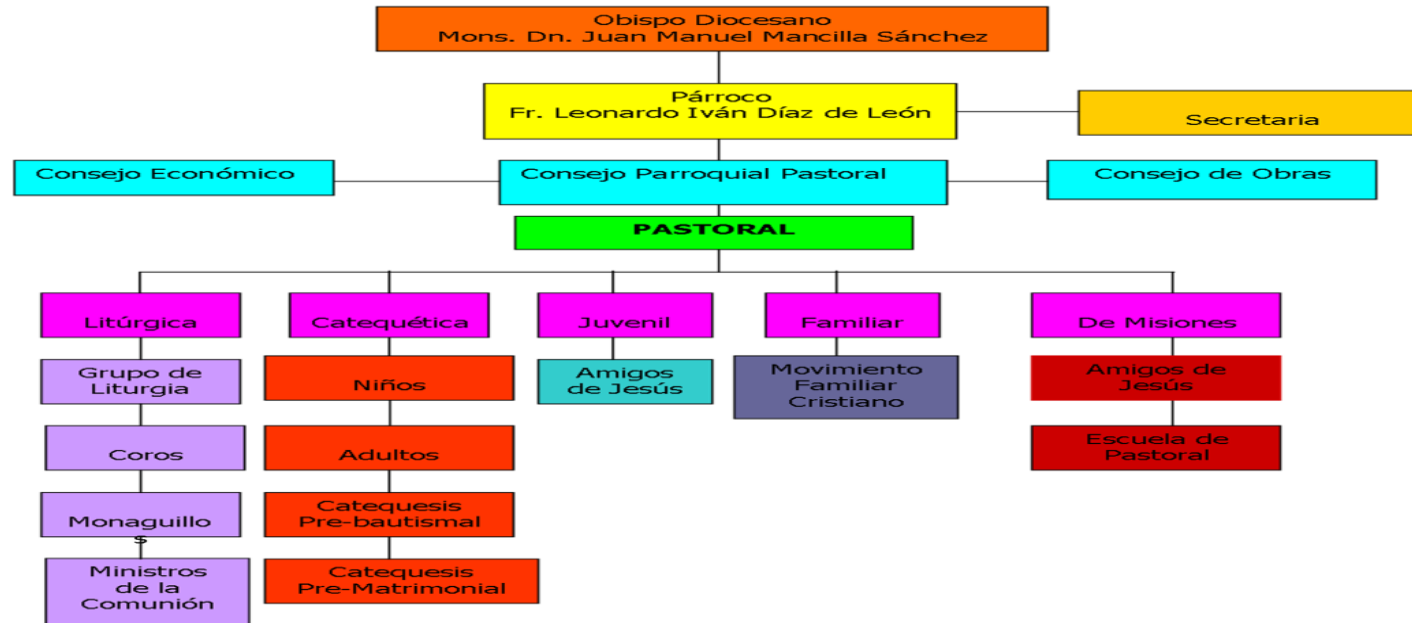 Obispo Diocesano
Mons. Dn. Juan Manuel Mancilla Sánchez
Párroco
Fr. Leonardo Iván Díaz de León
Secretaria
Consejo Económico
Consejo Parroquial Pastoral
Consejo de Obras
PASTORAL
Litúrgica
Catequética
Juvenil
Familiar
De Misiones
Grupo de
Liturgia
Niños
Amigos
de Jesús
Movimiento
Familiar
Cristiano
Amigos de
Jesús
Coros
Adultos
Escuela de
Pastoral
Monaguillo
s
Catequesis
Pre-bautismal
Ministros
de la
Comunión
Catequesis
Pre-Matrimonial